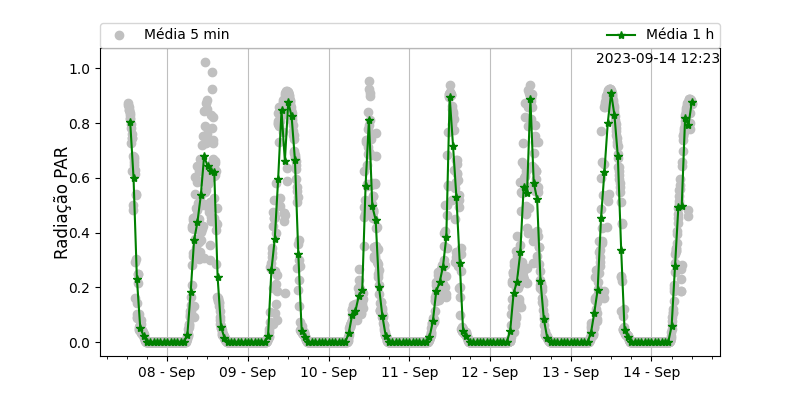 Média 5 min
Média 1 h
2023-09-14 12:23
Radiação PAR
1.0
0.8
0.6
0.4
0.2
0.0
08 - Sep
09 - Sep
10 - Sep
11 - Sep
12 - Sep
13 - Sep
14 - Sep